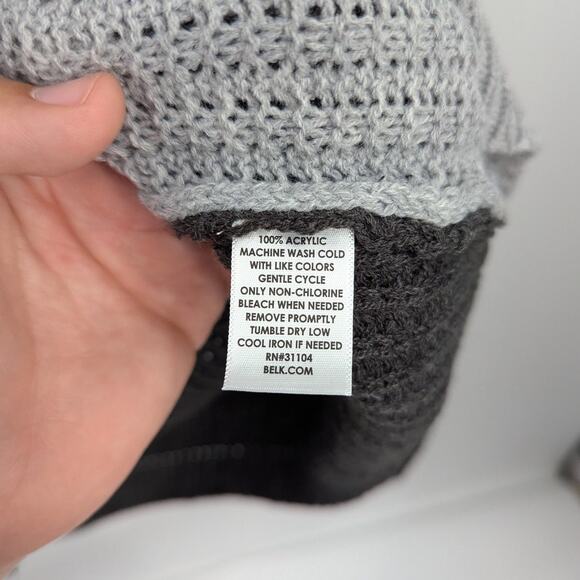 100% ACRYLIC
MACHINE WASH COLD
WITH LIKE COLORS
GENTLE CYCLE
ONLY NON-CHLORINE
BLEACH WHEN NEEDED
REMOVE PROMPTLY
TUMBLE DRY LOW
COOL IRON IF NEEDED
RN#31104
BELK.COM